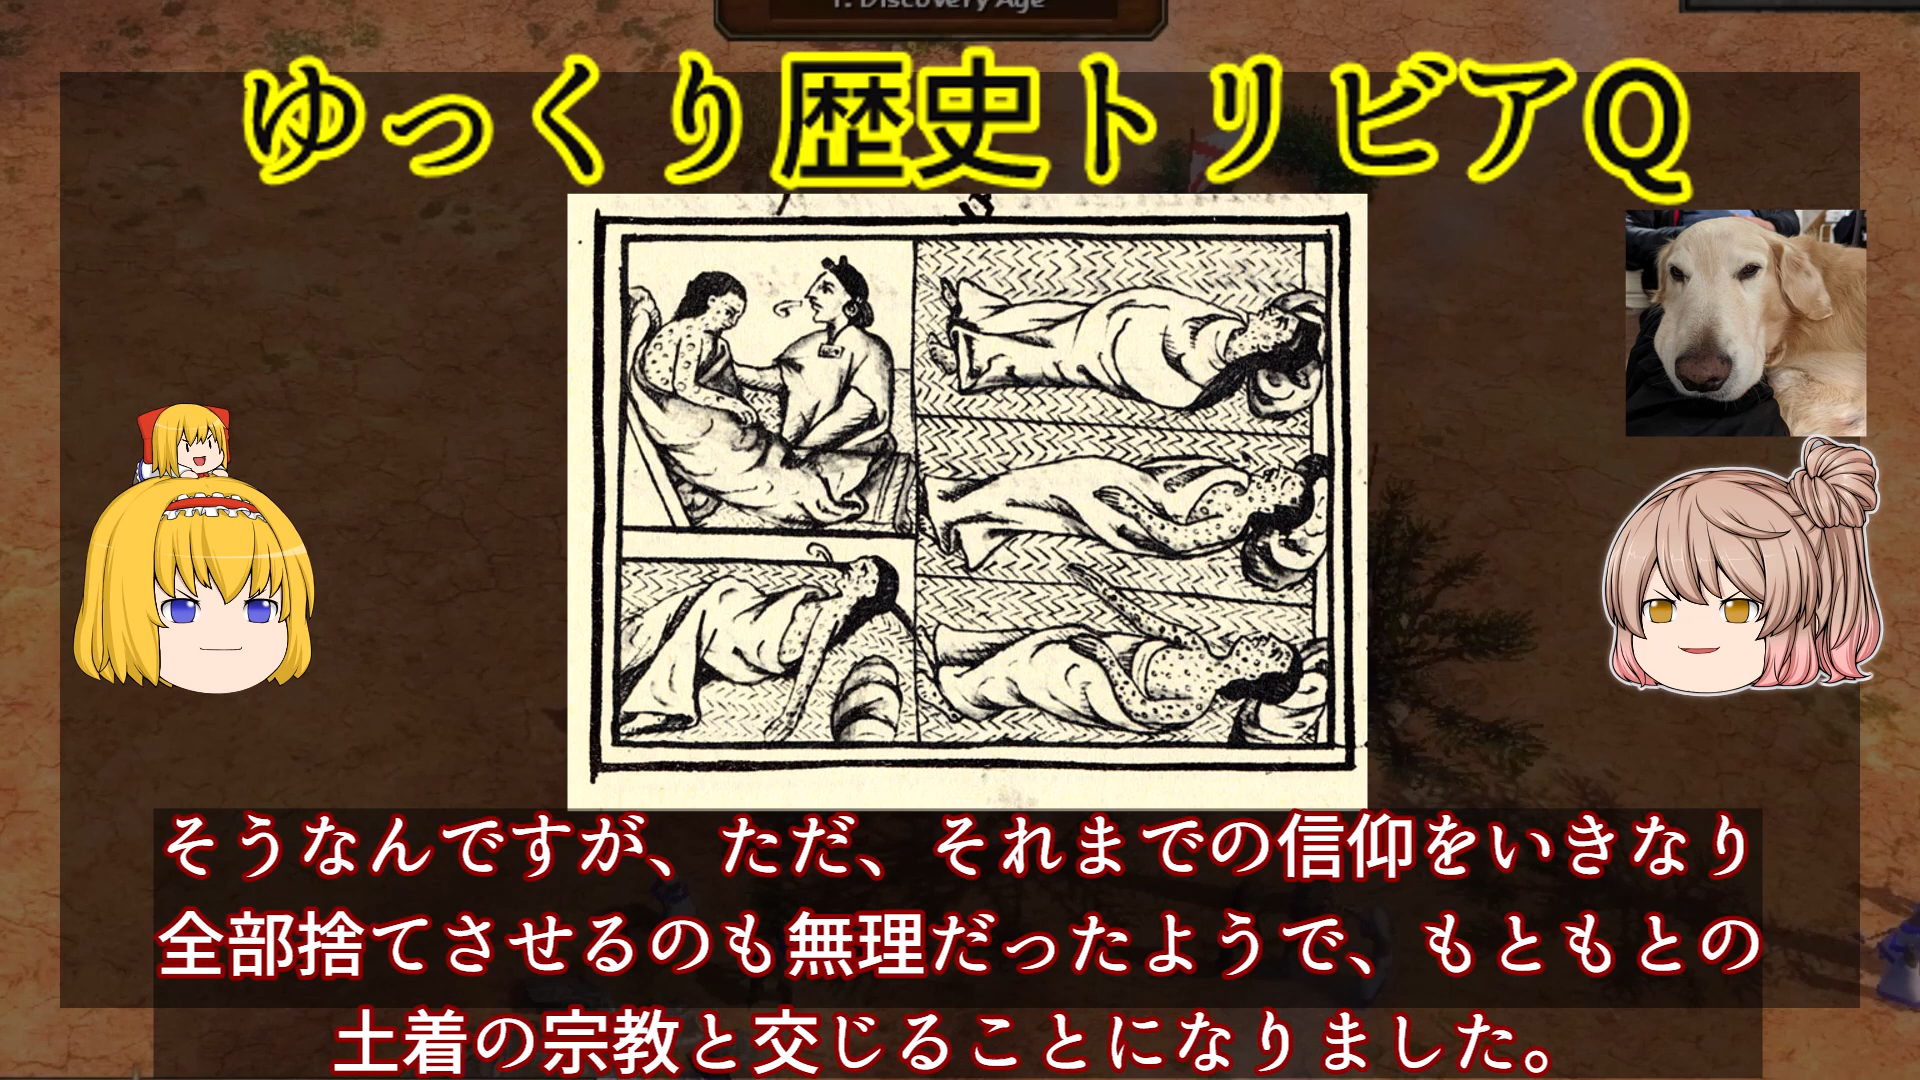 1. Discovery Age
ゆっくり歴史トリビアQ
そうなんですが、ただ、それまでの信仰をいきなり
全部捨てさせるのも無理だったようで、もともとの
土着の宗教と交じることになりました。